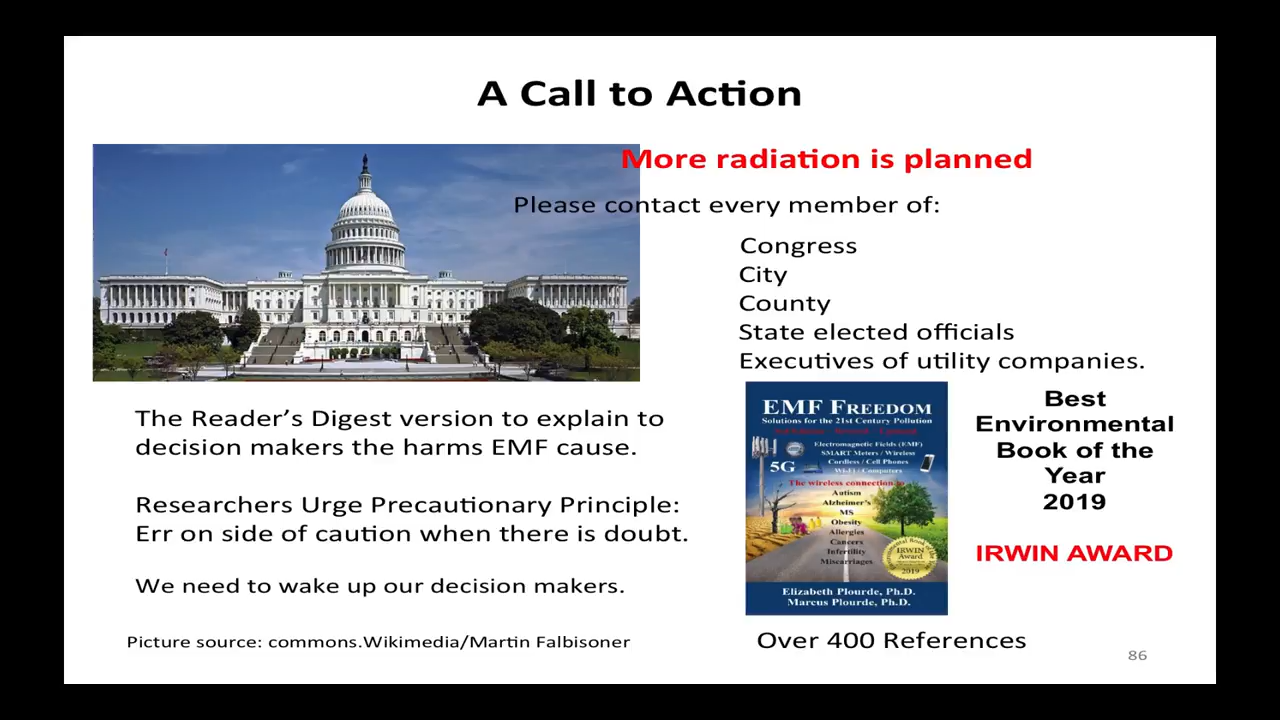 A Call to Action
More radiation is planned
Please contact every member of:
Congress
City
County
State elected officials
Executives of utility companies.
The Reader’s Digest version to explain to
decision makers the harms EMF cause.
Researchers Urge Precautionary Principle:
Err on side of caution when there is doubt.
We need to wake up our decision makers.
Picture source: commons.Wikimedia/Martin Falbisoner
EMF FREEDOM
Solutions for the 21st Century Pollution
Electromagnetic Fields (EMF)
SMART Meters / Wireless
Cordless / Cell Phones
Wi-Fi / Computers
5G
The wireless connection to
Autism
Alzheimer's
MS
Obesity
Allergies
Cancers
Infertility
Miscarriages
IRWIN
Award
2019
Elizabeth Plourde, Ph.D.
Marcus Plourde, Ph.D.
Best
Environmental
Book of the
Year
2019
IRWIN AWARD
Over 400 References
86